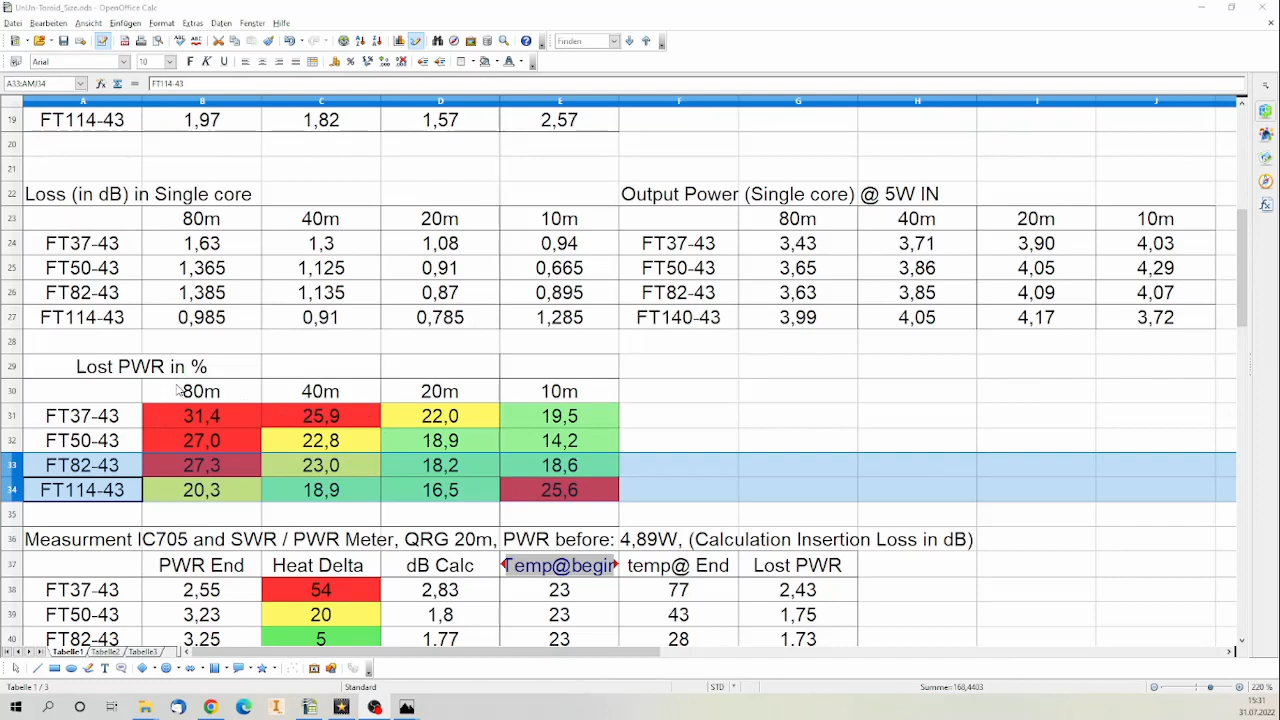 UnUn-Toroid_Size.ods - OpenOffice Calc
Datei Bearbeiten Ansicht Einfügen Format Extras Daten Fenster Hilfe
Finden
Arial 10 F K U
A33:AMJ34 FT114-43
A B C D E F G H I J
19 FT114-43 1,97 1,82 1,57 2,57
20
21
22 Loss (in dB) in Single core Output Power (Single core) @ 5W IN
23 80m 40m 20m 10m 80m 40m 20m 10m
24 FT37-43 1,63 1,3 1,08 0,94 FT37-43 3,43 3,71 3,90 4,03
25 FT50-43 1,365 1,125 0,91 0,665 FT50-43 3,65 3,86 4,05 4,29
26 FT82-43 1,385 1,135 0,87 0,895 FT82-43 3,63 3,85 4,09 4,07
27 FT114-43 0,985 0,91 0,785 1,285 FT140-43 3,99 4,05 4,17 3,72
28
29 Lost PWR in %
30 80m 40m 20m 10m
31 FT37-43 31,4 25,9 22,0 19,5
32 FT50-43 27,0 22,8 18,9 14,2
33 FT82-43 27,3 23,0 18,2 18,6
34 FT114-43 20,3 18,9 16,5 25,6
35
36 Measurment IC705 and SWR / PWR Meter, QRG 20m, PWR before: 4,89W, (Calculation Insertion Loss in dB)
37 PWR End Heat Delta dB Calc Temp@begir temp@ End Lost PWR
38 FT37-43 2,55 54 2,83 23 77 2,43
39 FT50-43 3,23 20 1,8 23 43 1,75
40 FT82-43 3,25 5 1,77 23 28 1,73
Tabelle1 Tabelle2 Tabelle3
Tabelle 1 / 3 Standard STD * Summe=168,4403 220 %
15:31
31.07.2022